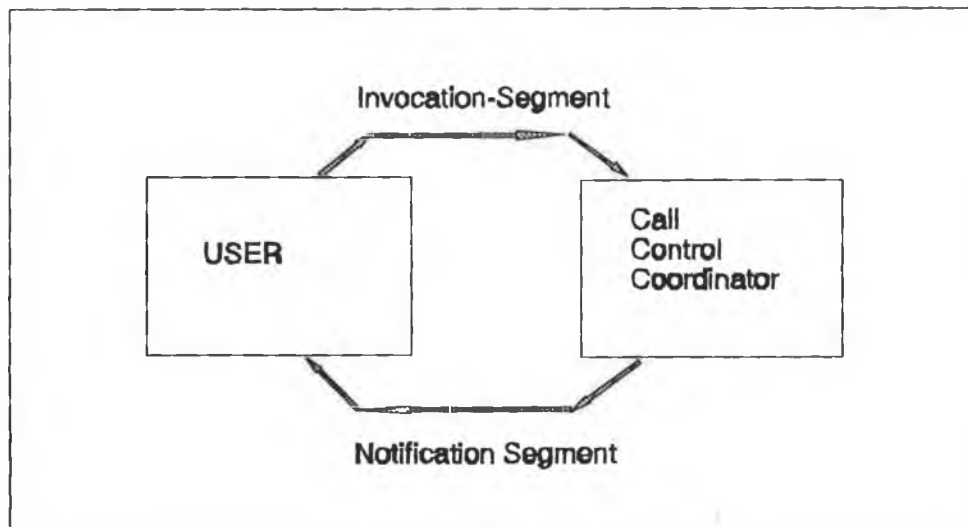 Invocation-Segment
USER
Call
Control
Coordinator
Notification Segment